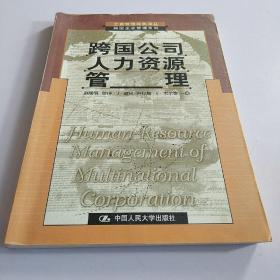 跨国公司
人力资源
管 理
Human Resource
Management of
Multinational
Corporation
中国人民大学出版社